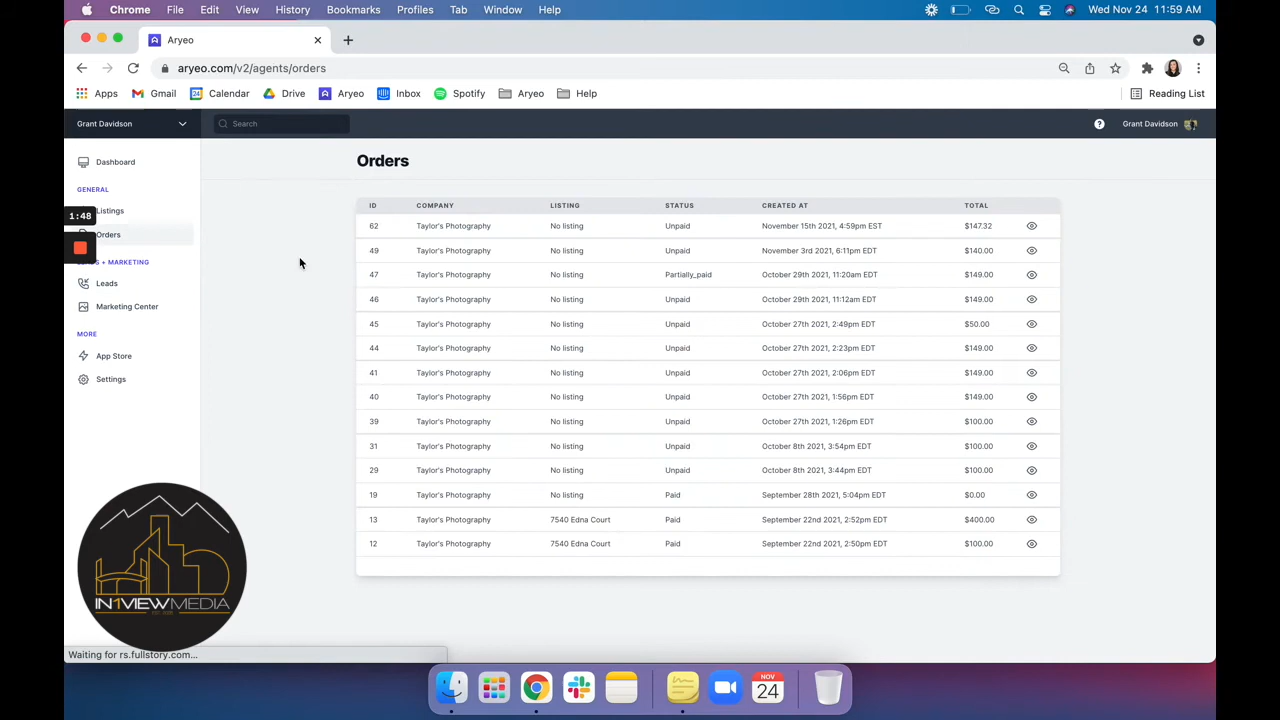 Chrome File Edit View History Bookmarks Profiles Tab Window Help Wed Nov 24 11:59 AM
Aryeo
aryeo.com/v2/agents/orders
Apps Gmail Calendar Drive Aryeo Inbox Spotify Aryeo Help Reading List
Grant Davidson Search Grant Davidson
Dashboard
GENERAL
Listings
1:48
Orders
& MARKETING
Leads
Marketing Center
MORE
App Store
Settings
Orders
ID COMPANY LISTING STATUS CREATED AT TOTAL
62 Taylor's Photography No listing Unpaid November 15th 2021, 4:59pm EST $147.32
49 Taylor's Photography No listing Unpaid November 3rd 2021, 6:11pm EDT $140.00
47 Taylor's Photography No listing Partially_paid October 29th 2021, 11:20am EDT $149.00
46 Taylor's Photography No listing Unpaid October 29th 2021, 11:12am EDT $149.00
45 Taylor's Photography No listing Unpaid October 27th 2021, 2:49pm EDT $50.00
44 Taylor's Photography No listing Unpaid October 27th 2021, 2:23pm EDT $149.00
41 Taylor's Photography No listing Unpaid October 27th 2021, 2:06pm EDT $149.00
40 Taylor's Photography No listing Unpaid October 27th 2021, 1:56pm EDT $149.00
39 Taylor's Photography No listing Unpaid October 27th 2021, 1:26pm EDT $100.00
31 Taylor's Photography No listing Unpaid October 8th 2021, 3:54pm EDT $100.00
29 Taylor's Photography No listing Unpaid October 8th 2021, 3:44pm EDT $100.00
19 Taylor's Photography No listing Paid September 28th 2021, 5:04pm EDT $0.00
13 Taylor's Photography 7540 Edna Court Paid September 22nd 2021, 2:52pm EDT $400.00
12 Taylor's Photography 7540 Edna Court Paid September 22nd 2021, 2:50pm EDT $100.00
IN1VIEWMEDIA
Waiting for rs.fullstory.com...
NOV
24